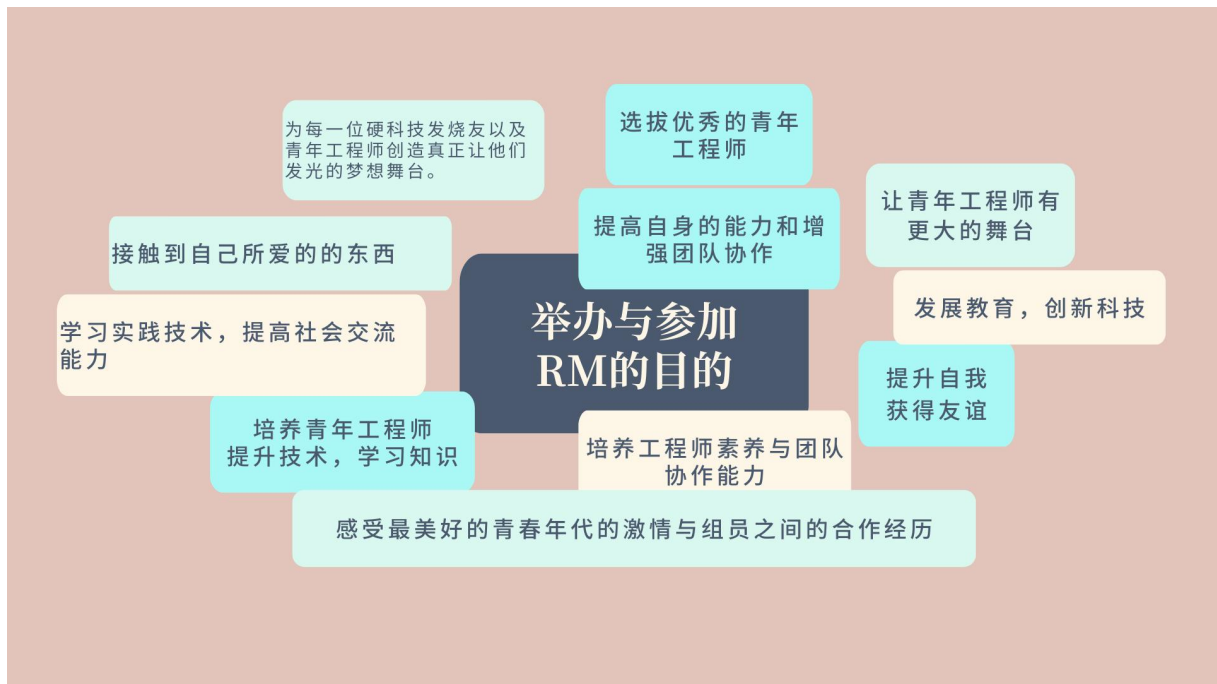 为每一位硬科技发烧友以及
青年工程师创造真正让他们
发光的梦想舞台。
选拔优秀的青年
工程师
让青年工程师有
更大的舞台
提高自身的能力和增
强团队协作
接触到自己所爱的的东西
发展教育，创新科技
学习实践技术，提高社会交流
能力
举办与参加
RM的目的
提升自我
获得友谊
培养青年工程师
提升技术，学习知识
培养工程师素养与团队
协作能力
感受最美好的青春年代的激情与组员之间的合作经历